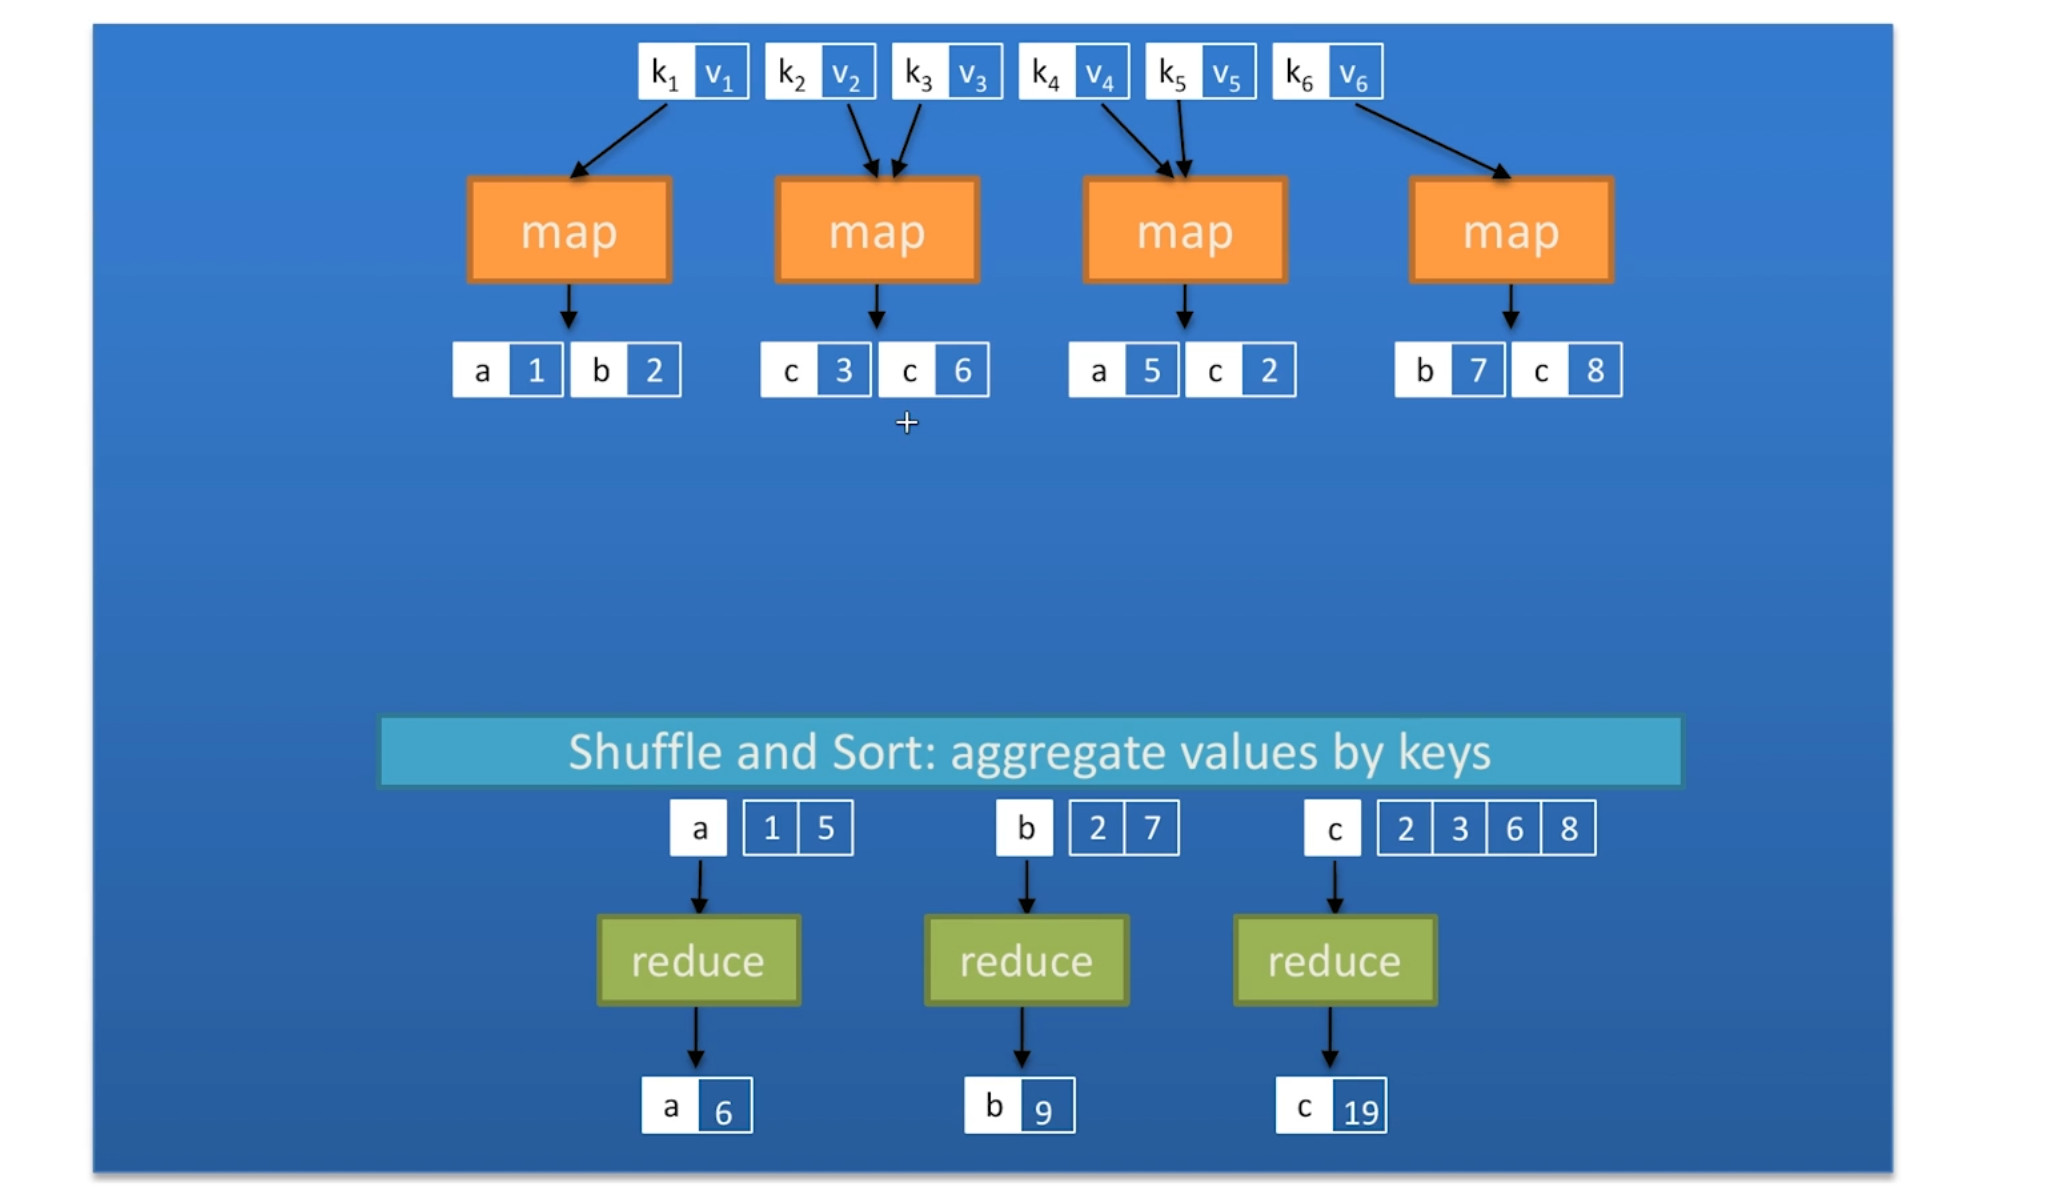 k1 v1 k2 v2 k3 v3 k4 v4 k5 v5 k6 v6
map map map map
a 1 b 2 c 3 c 6 a 5 c 2 b 7 c 8
Shuffle and Sort: aggregate values by keys
a 1 5 b 2 7 c 2 3 6 8
reduce reduce reduce
a 6 b 9 c 19